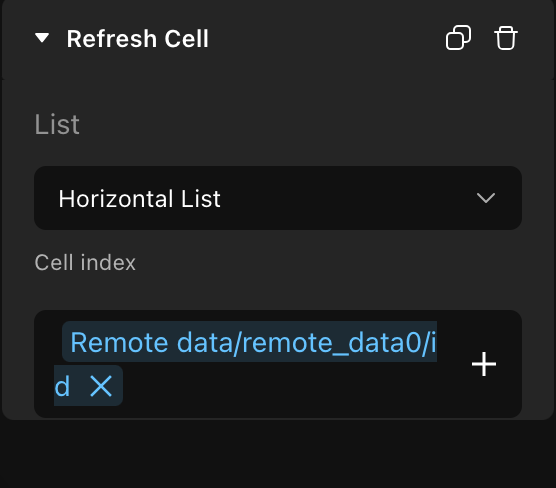 Refresh Cell
List
Horizontal List
Cell index
Remote data/remote_data0/i
d